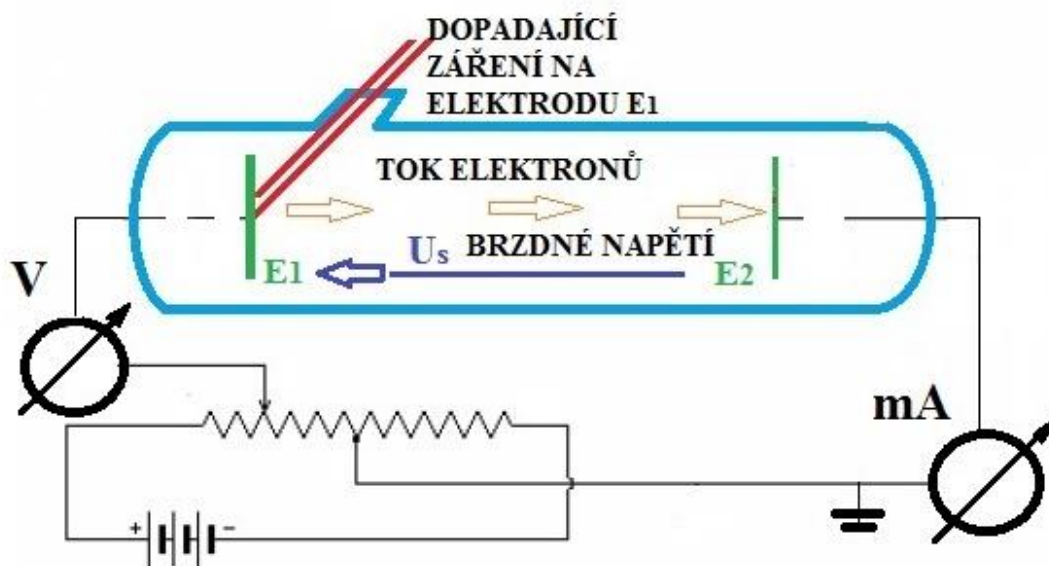 DOPADAJÍCÍ
ZÁŘENÍ NA
ELEKTRODU E1
TOK ELEKTRONŮ
Us BRZDNÉ NAPĚTÍ
E1
E2
V
mA
+ −